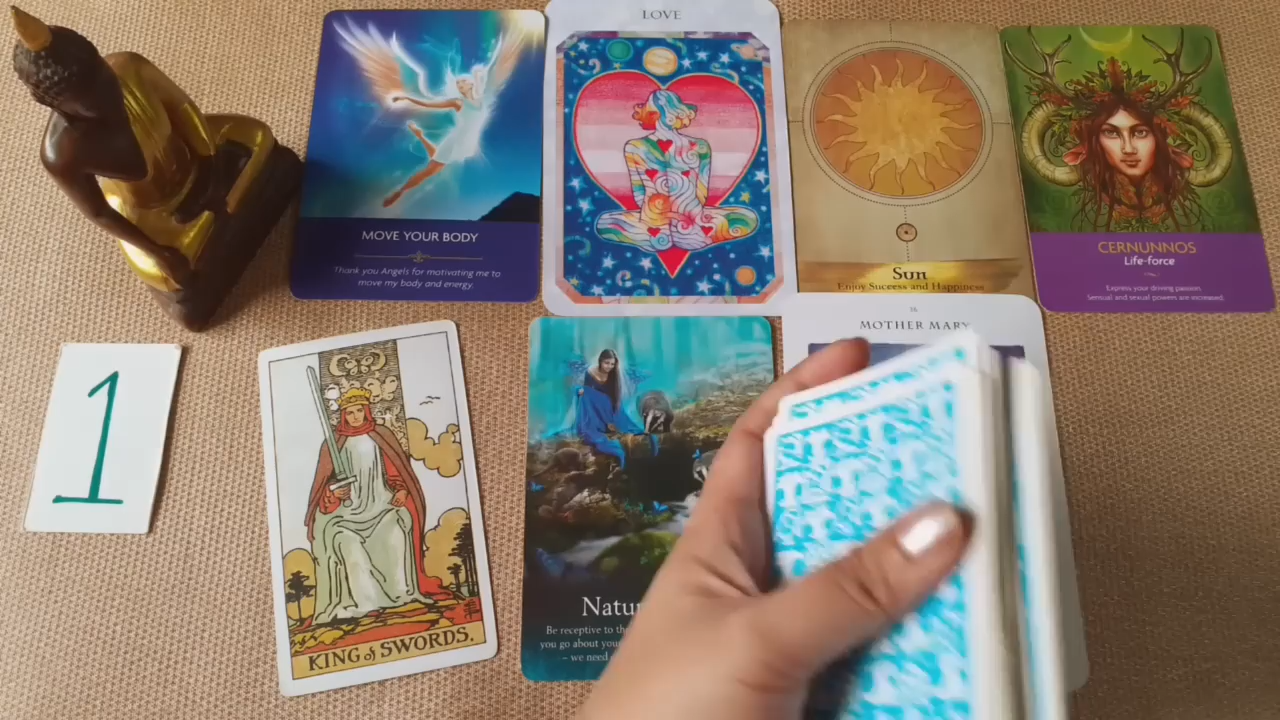 MOVE YOUR BODY
Thank you Angels for motivating me to
move my body and energy.
LOVE
Sun
Enjoy Success and Happiness
CERNUNNOS
Life-force
Express your driving passion.
Sensual and sexual powers are increased.
1
KING of SWORDS.
Be receptive to
you go about
– we need
MOTHER MARY